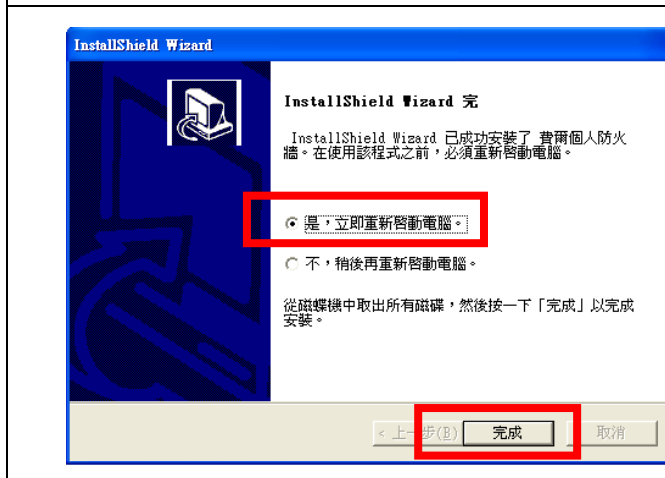 InstallShield Wizard
InstallShield Wizard 完
InstallShield Wizard 已成功安裝了 費爾個人防火
牆。在使用該程式之前，必須重新啓動電腦。
是，立即重新啓動電腦。
不，稍後再重新啓動電腦。
從磁蝶機中取出所有磁碟，然後按一下「完成」以完成
安裝。
< 上一步(B) 完成 取消